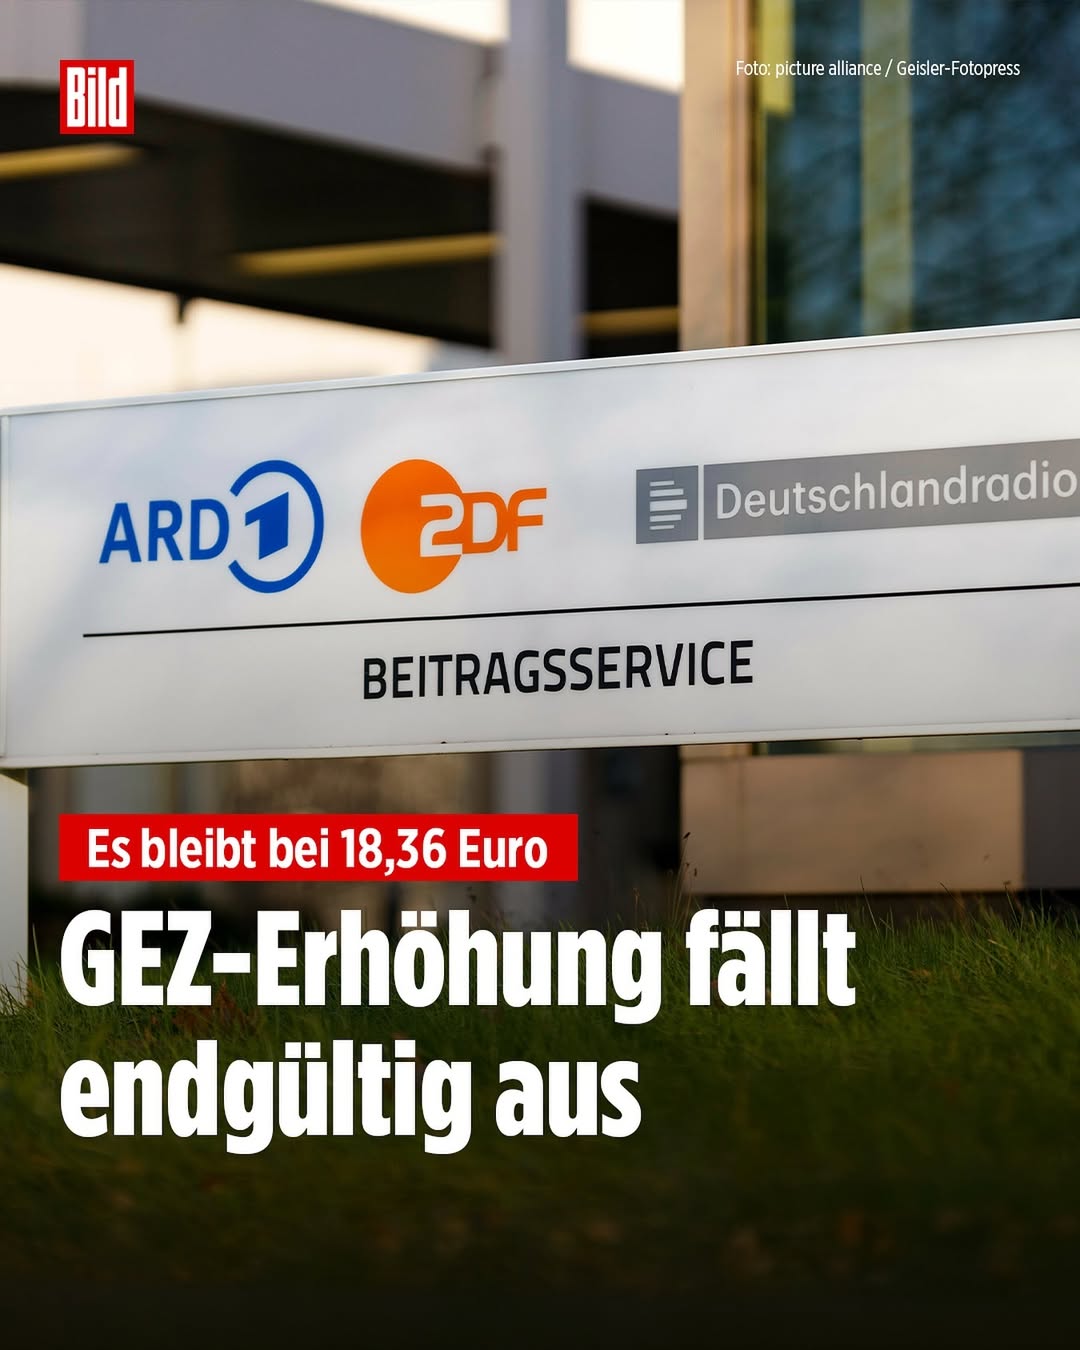 Bild
Foto: picture alliance / Geisler-Fotopress
ARD 1
ZDF
Deutschlandradio
BEITRAGSSERVICE
Es bleibt bei 18,36 Euro
GEZ-Erhöhung fällt
endgültig aus